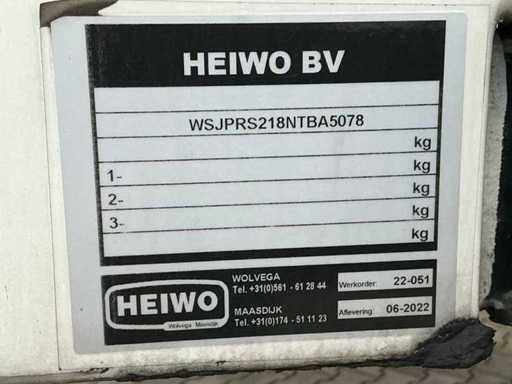 HEIWO BV
WSJPRS218NTBA5078
kg
1- kg
2- kg
3- kg
kg
HEIWO
Wolvega Maasdijk
WOLVEGA
Tel. +31(0)561 - 61 28 44
MAASDIJK
Tel. +31(0)174 - 51 11 23
Werkorder: 22-051
Aflevering: 06-2022